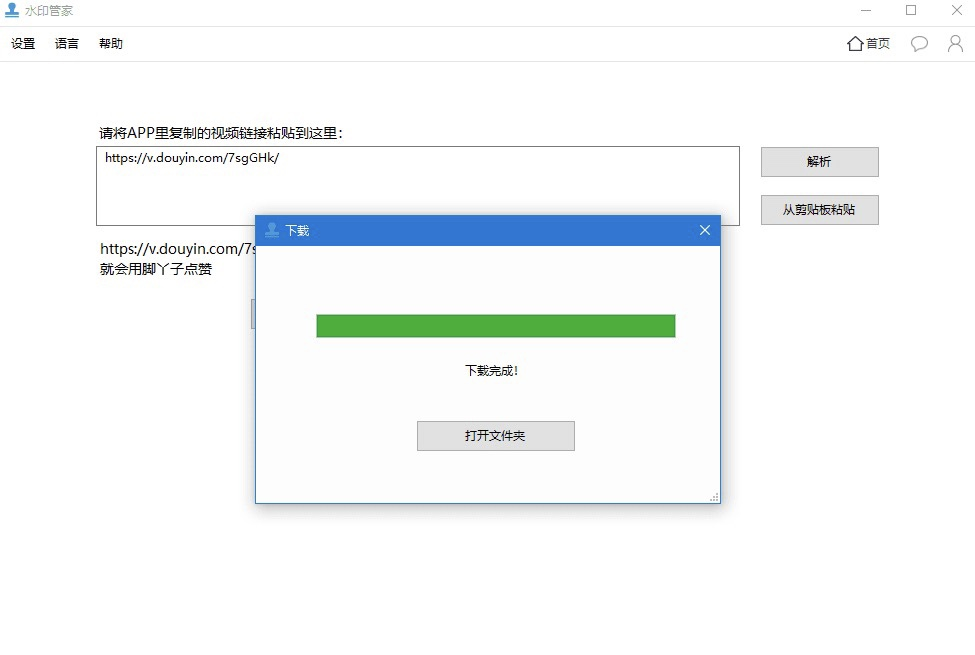 水印管家
设置 语言 帮助 首页
请将APP里复制的视频链接粘贴到这里：
https://v.douyin.com/7sgGHk/
解析
从剪贴板粘贴
下载
https://v.douyin.com/7s
就会用脚丫子点赞
下载完成！
打开文件夹